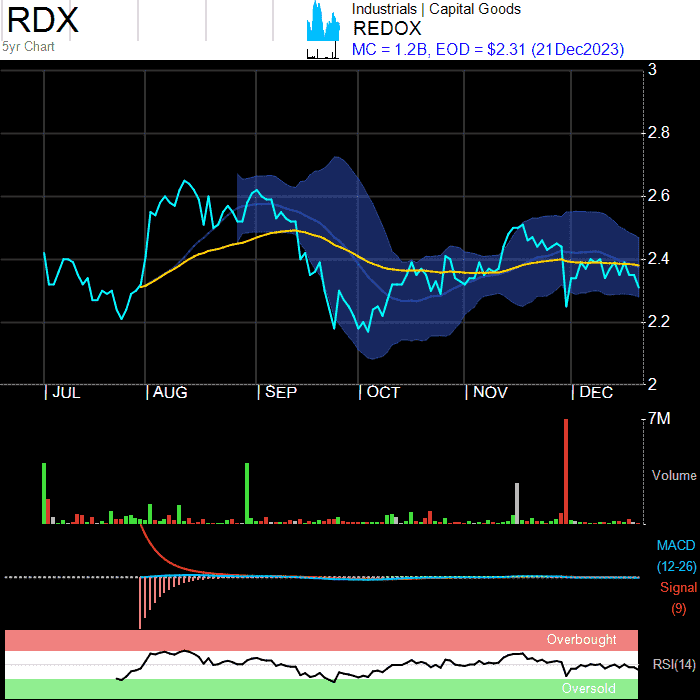 RDX
5yr Chart
Industrials | Capital Goods
REDOX
MC = 1.2B, EOD = $2.31 (21Dec2023)
3
2.8
2.6
2.4
2.2
2
| JUL | AUG | SEP | OCT | NOV | DEC
7M
Volume
MACD
(12-26)
Signal
(9)
Overbought
RSI(14)
Oversold